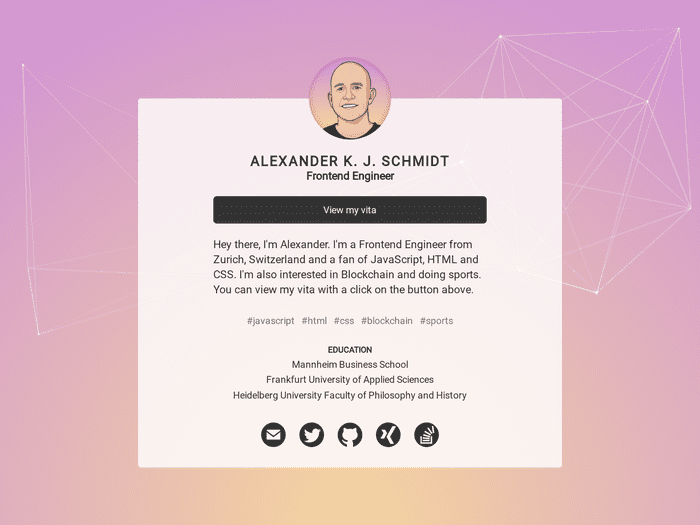 ALEXANDER K. J. SCHMIDT
Frontend Engineer
View my vita
Hey there, I'm Alexander. I'm a Frontend Engineer from
Zurich, Switzerland and a fan of JavaScript, HTML and
CSS. I'm also interested in Blockchain and doing sports.
You can view my vita with a click on the button above.
#javascript #html #css #blockchain #sports
EDUCATION
Mannheim Business School
Frankfurt University of Applied Sciences
Heidelberg University Faculty of Philosophy and History